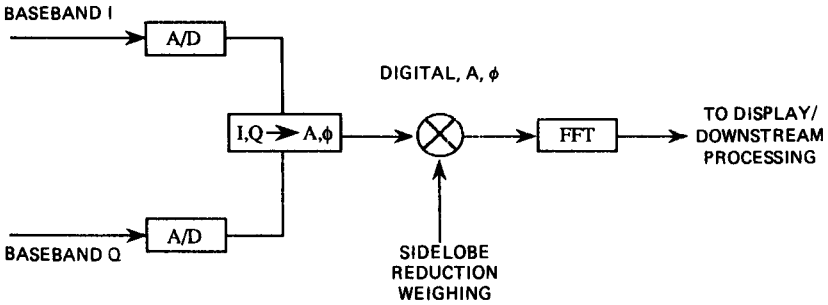 BASEBAND I
A/D
DIGITAL, A, ϕ
I,Q → A,ϕ
FFT
TO DISPLAY/
DOWNSTREAM
PROCESSING
A/D
BASEBAND Q
SIDELOBE
REDUCTION
WEIGHING